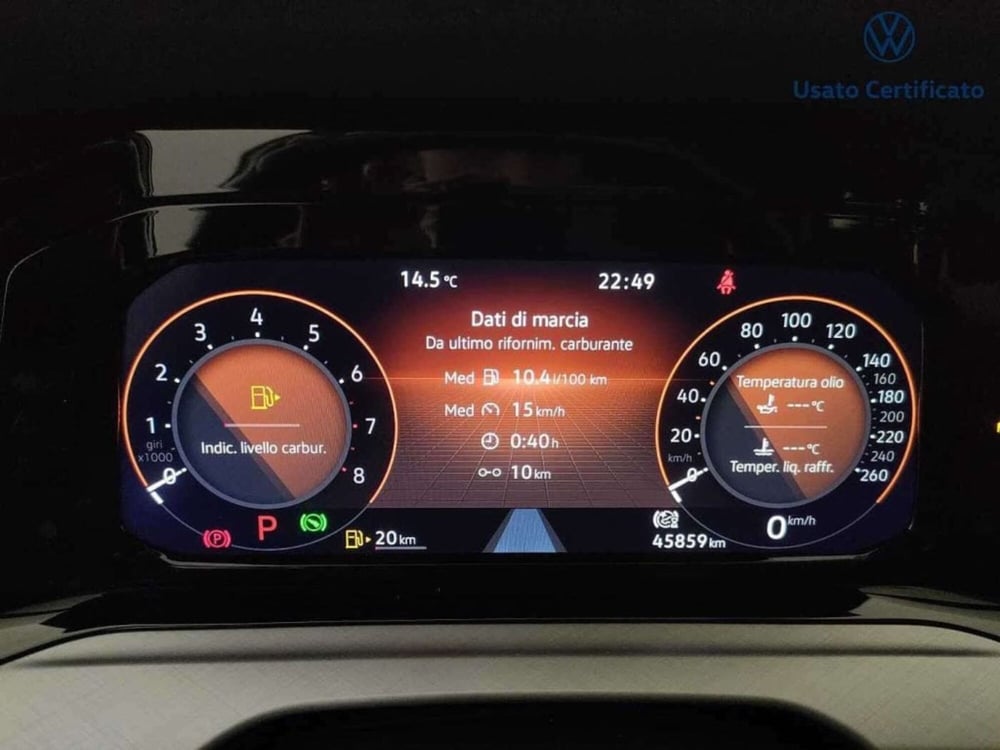 Usato Certificato
14.5 °C
22:49
Dati di marcia
Da ultimo rifornim. carburante
Med 10.4 l/100 km
Med 15 km/h
0:40 h
10 km
0
1
2
3
4
5
6
7
8
giri
x1000
Indic. livello carbur.
0
20
40
60
80
100
120
140
160
180
200
220
240
260
km/h
Temperatura olio
---°C
---°C
Temper. liq. raffr.
(P) P
20 km
45859 km
0 km/h